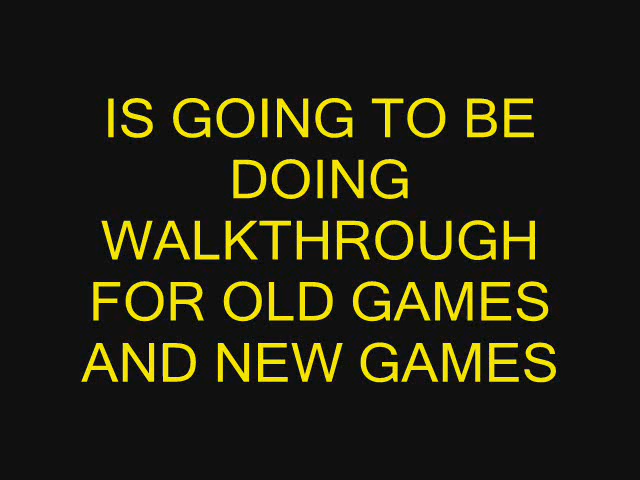 IS GOING TO BE
DOING
WALKTHROUGH
FOR OLD GAMES
AND NEW GAMES